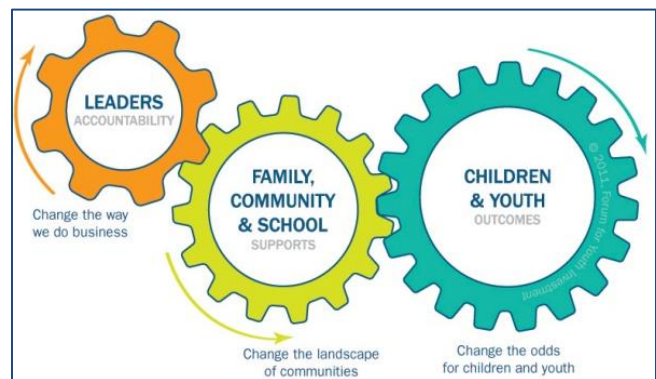 LEADERS
ACCOUNTABILITY
Change the way
we do business
FAMILY,
COMMUNITY
& SCHOOL
SUPPORTS
Change the landscape
of communities
CHILDREN
& YOUTH
OUTCOMES
© 2011, Forum for Youth Investment
Change the odds
for children and youth